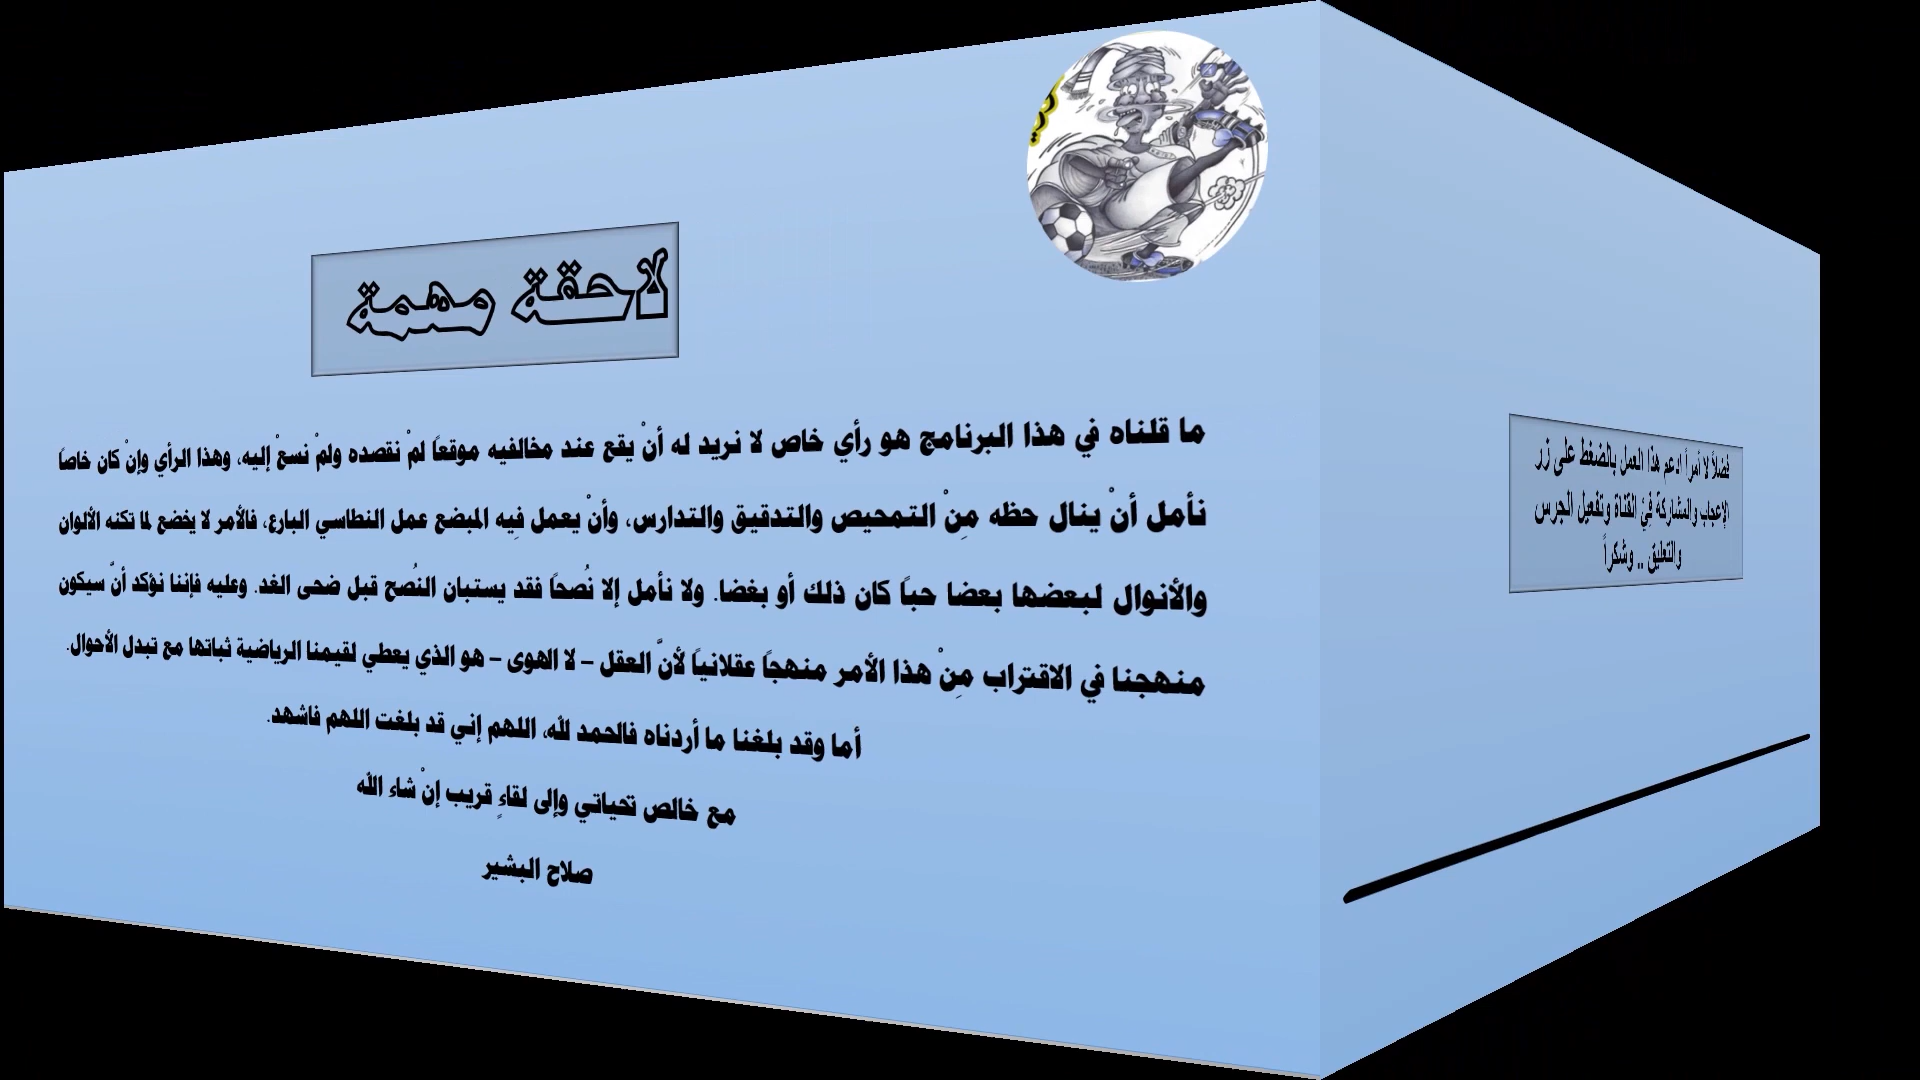 لاحقة مهمة
ما قلناه في هذا البرنامج هو رأي خاص لا نريد له أنْ يقع عند مخالفيه موقعاً لمْ نقصده ولمْ نسعْ إليه، وهذا الرأي وإنْ كان خاصاً
نأمل أنْ ينال حظه مِنْ التمحيص والتدقيق والتدارس، وأنْ يعمل فيه المبضع عمل النطاسي البارع، فالأمر لا يخضع لما تكنه الألوان
والأنوال لبعضها بعضا حباً كان ذلك أو بغضا. ولا نأمل إلا نُصحاً فقد يستبان النُصح قبل ضحى الغد. وعليه فإننا نؤكد أنّ سيكون
منهجنا في الاقتراب مِنْ هذا الأمر منهجاً عقلانياً لأنَّ العقل – لا الهوى – هو الذي يعطي لقيمنا الرياضية ثباتها مع تبدل الأحوال.
أما وقد بلغنا ما أردناه فالحمد لله، اللهم إني قد بلغت اللهم فاشهد.
مع خالص تحياتي وإلى لقاءٍ قريب إنْ شاء الله
صلاح البشير
فضلاً لا أمراً ادعم هذا العمل بالضغط على زر
الإعجاب والمشاركة في القناة وتفعيل الجرس
والتعليق .. وشكراً